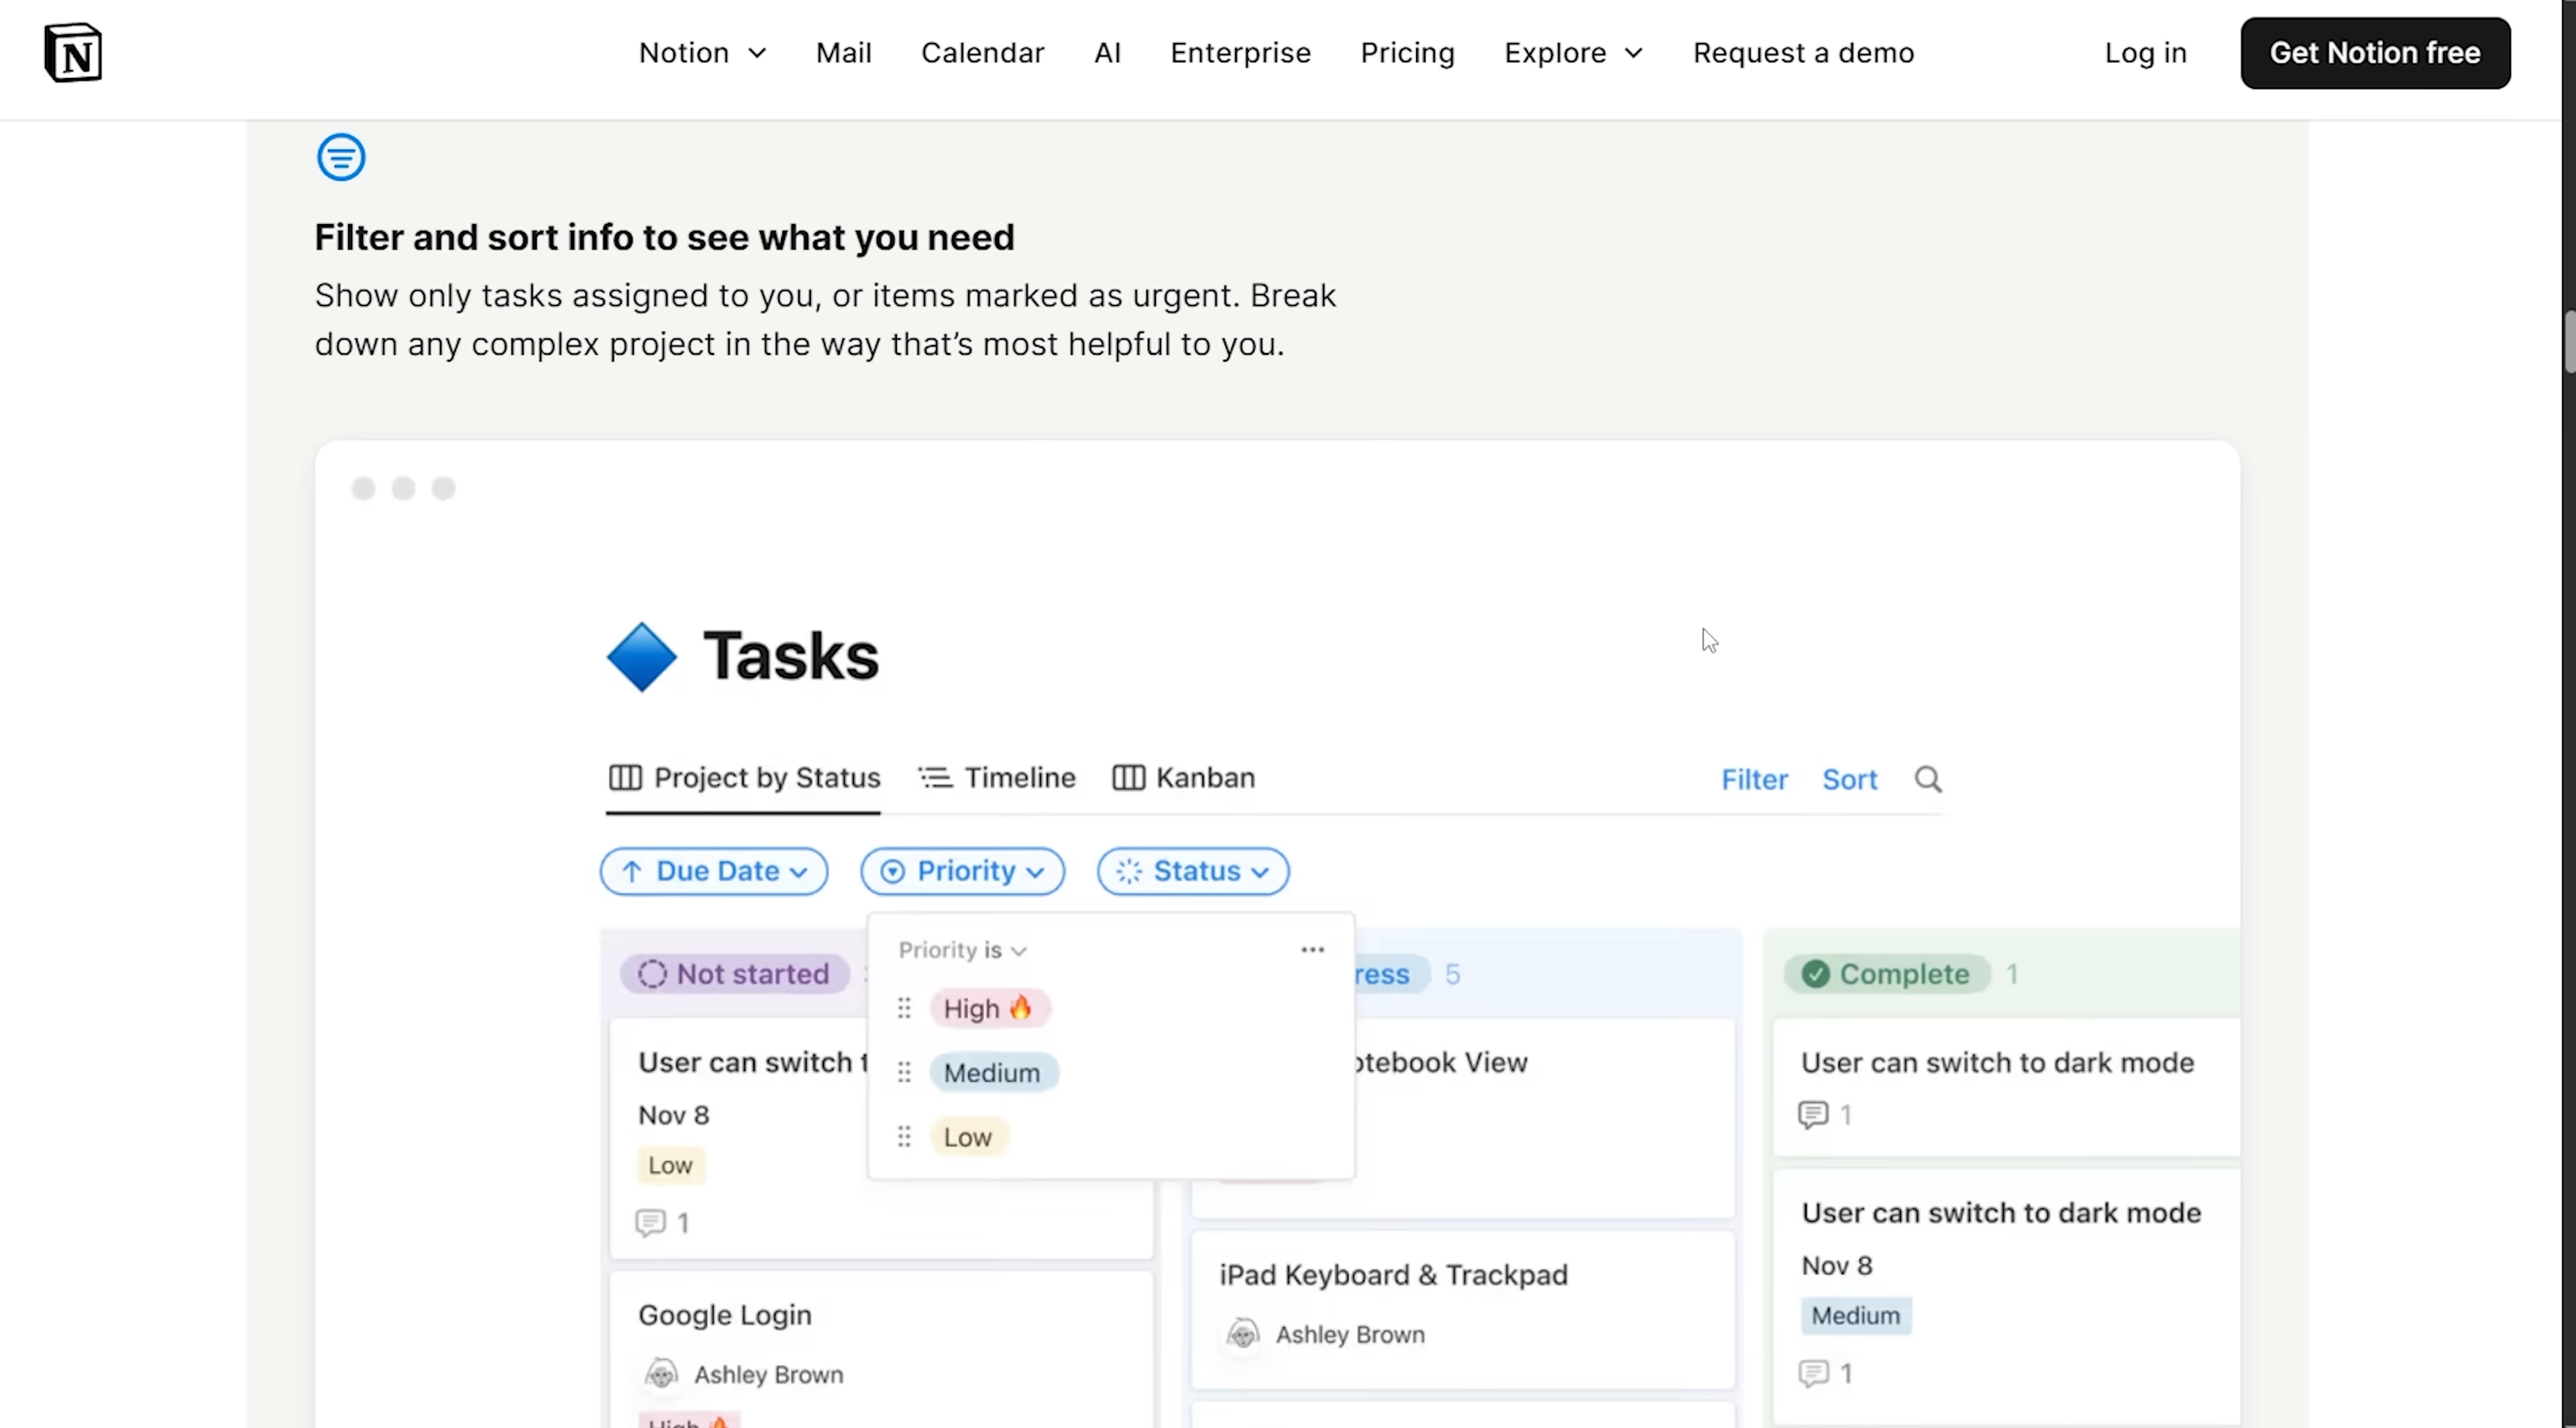 N
Notion Mail Calendar AI Enterprise Pricing Explore Request a demo Log in Get Notion free
Filter and sort info to see what you need
Show only tasks assigned to you, or items marked as urgent. Break
down any complex project in the way that’s most helpful to you.
Tasks
Project by Status Timeline Kanban Filter Sort
Due Date Priority Status
Priority is
High 🔥
Medium
Low
Not started
User can switch
Nov 8
Low
1
Google Login
Ashley Brown
High 🔥
ress 5
otebook View
iPad Keyboard & Trackpad
Ashley Brown
Complete 1
User can switch to dark mode
1
User can switch to dark mode
Nov 8
Medium
1